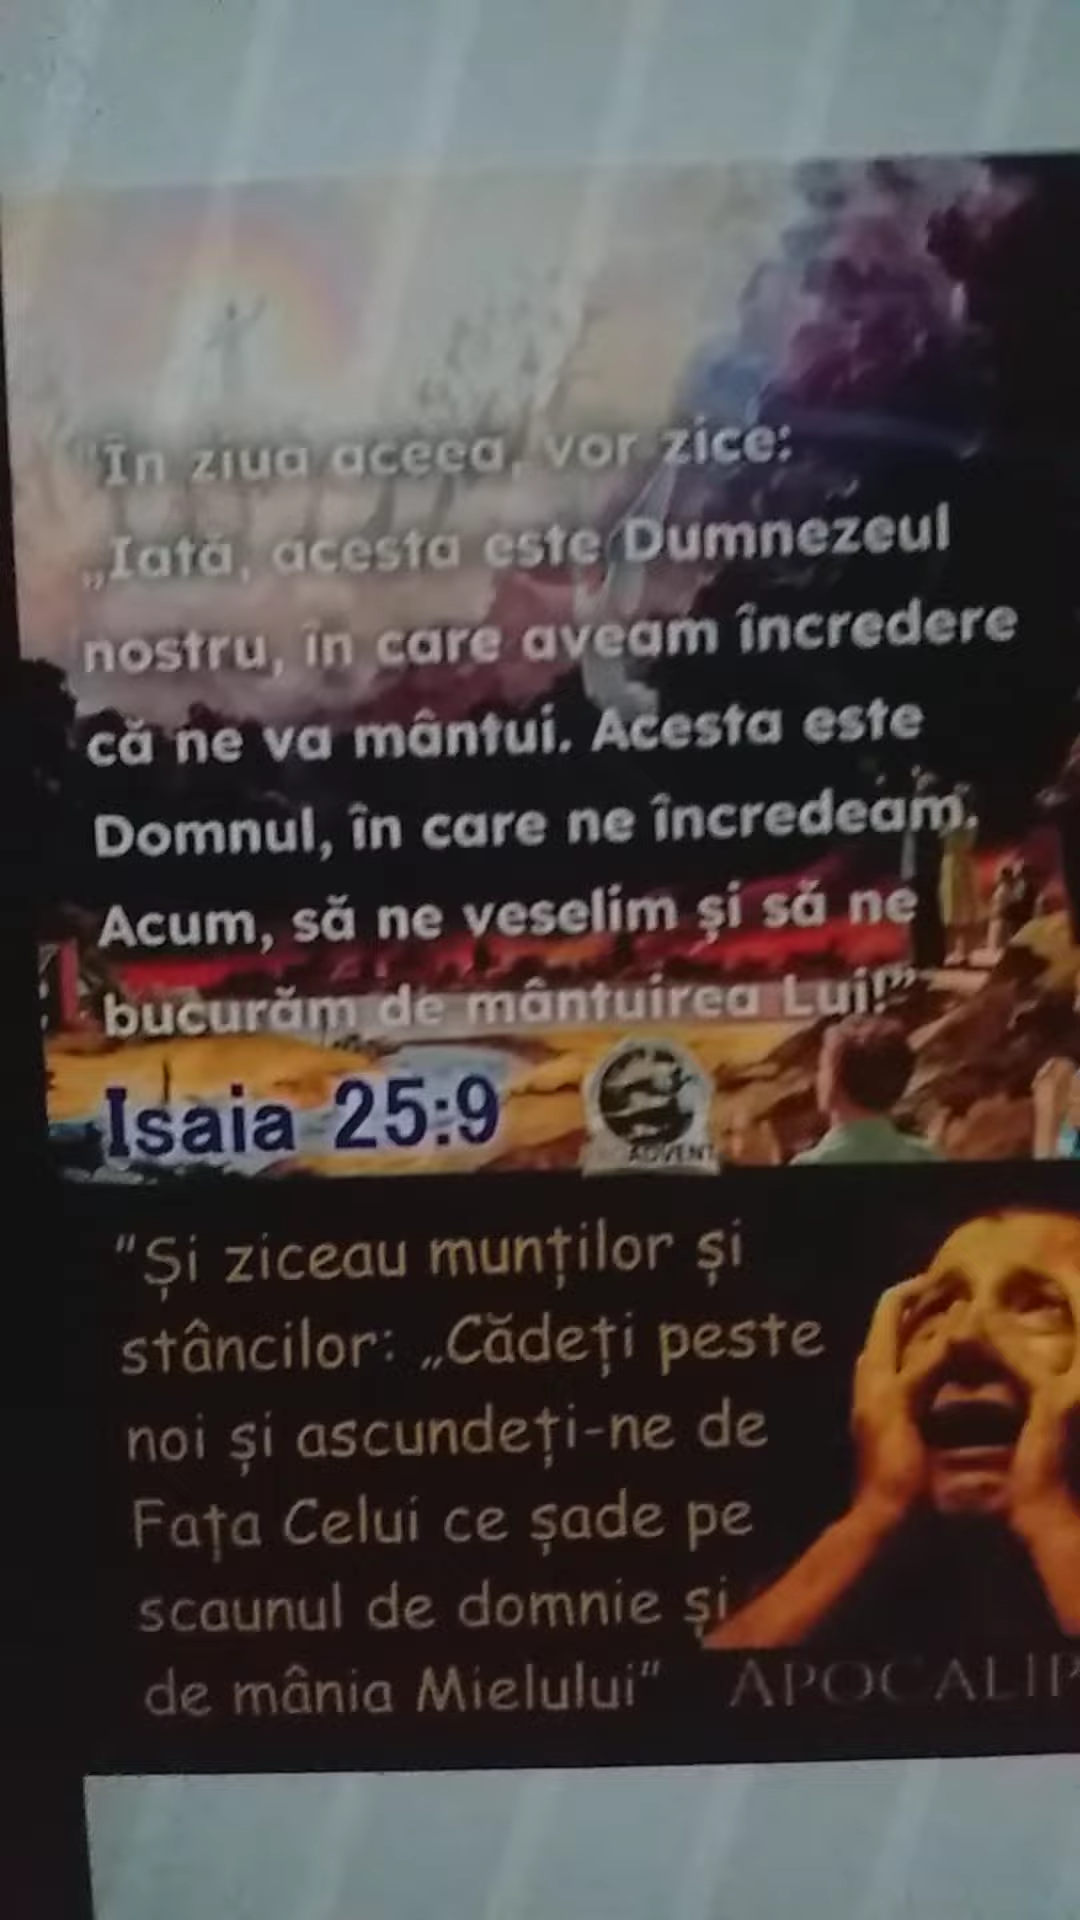 "În ziua aceea, vor zice:
„Iată, acesta este Dumnezeul
nostru, în care aveam încredere
că ne va mântui. Acesta este
Domnul, în care ne încredeam.
Acum, să ne veselim și să ne
bucurăm de mântuirea Lui!”
Isaia 25:9
ADVENT
"Și ziceau munților și
stâncilor: „Cădeți peste
noi și ascundeți-ne de
Fața Celui ce șade pe
scaunul de domnie și
de mânia Mielului"
APOCALIP